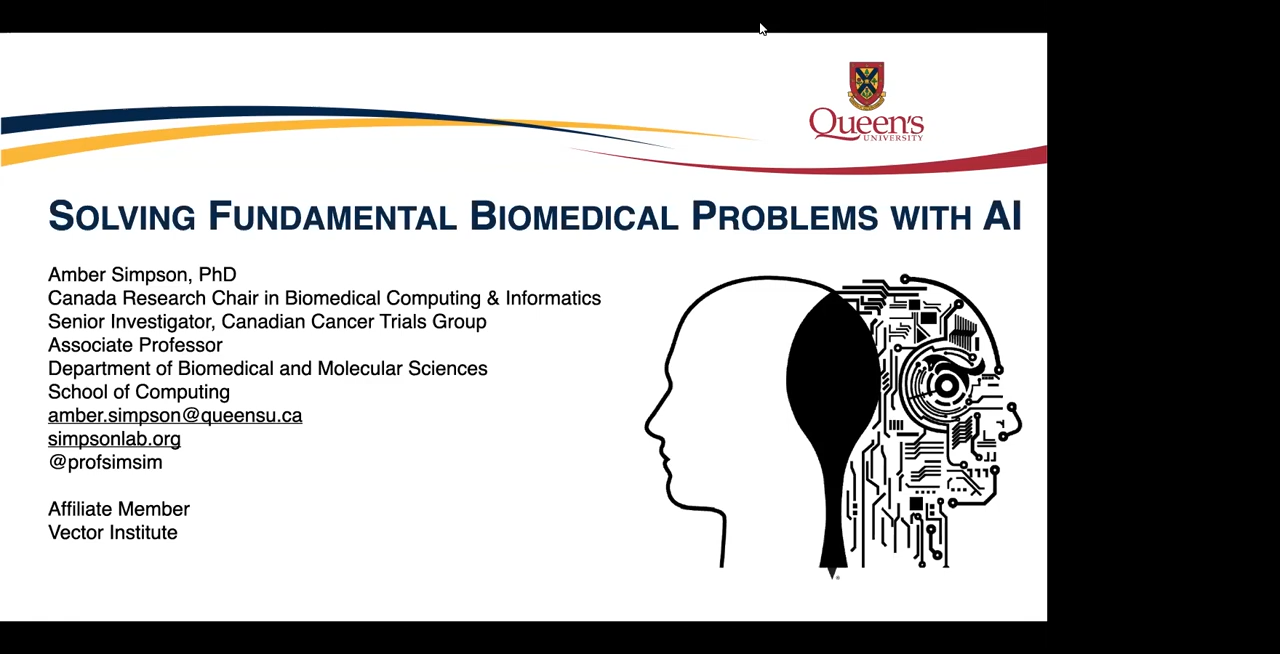 Queen's
UNIVERSITY
SOLVING FUNDAMENTAL BIOMEDICAL PROBLEMS WITH AI
Amber Simpson, PhD
Canada Research Chair in Biomedical Computing & Informatics
Senior Investigator, Canadian Cancer Trials Group
Associate Professor
Department of Biomedical and Molecular Sciences
School of Computing
amber.simpson@queensu.ca
simpsonlab.org
@profsimsim
Affiliate Member
Vector Institute